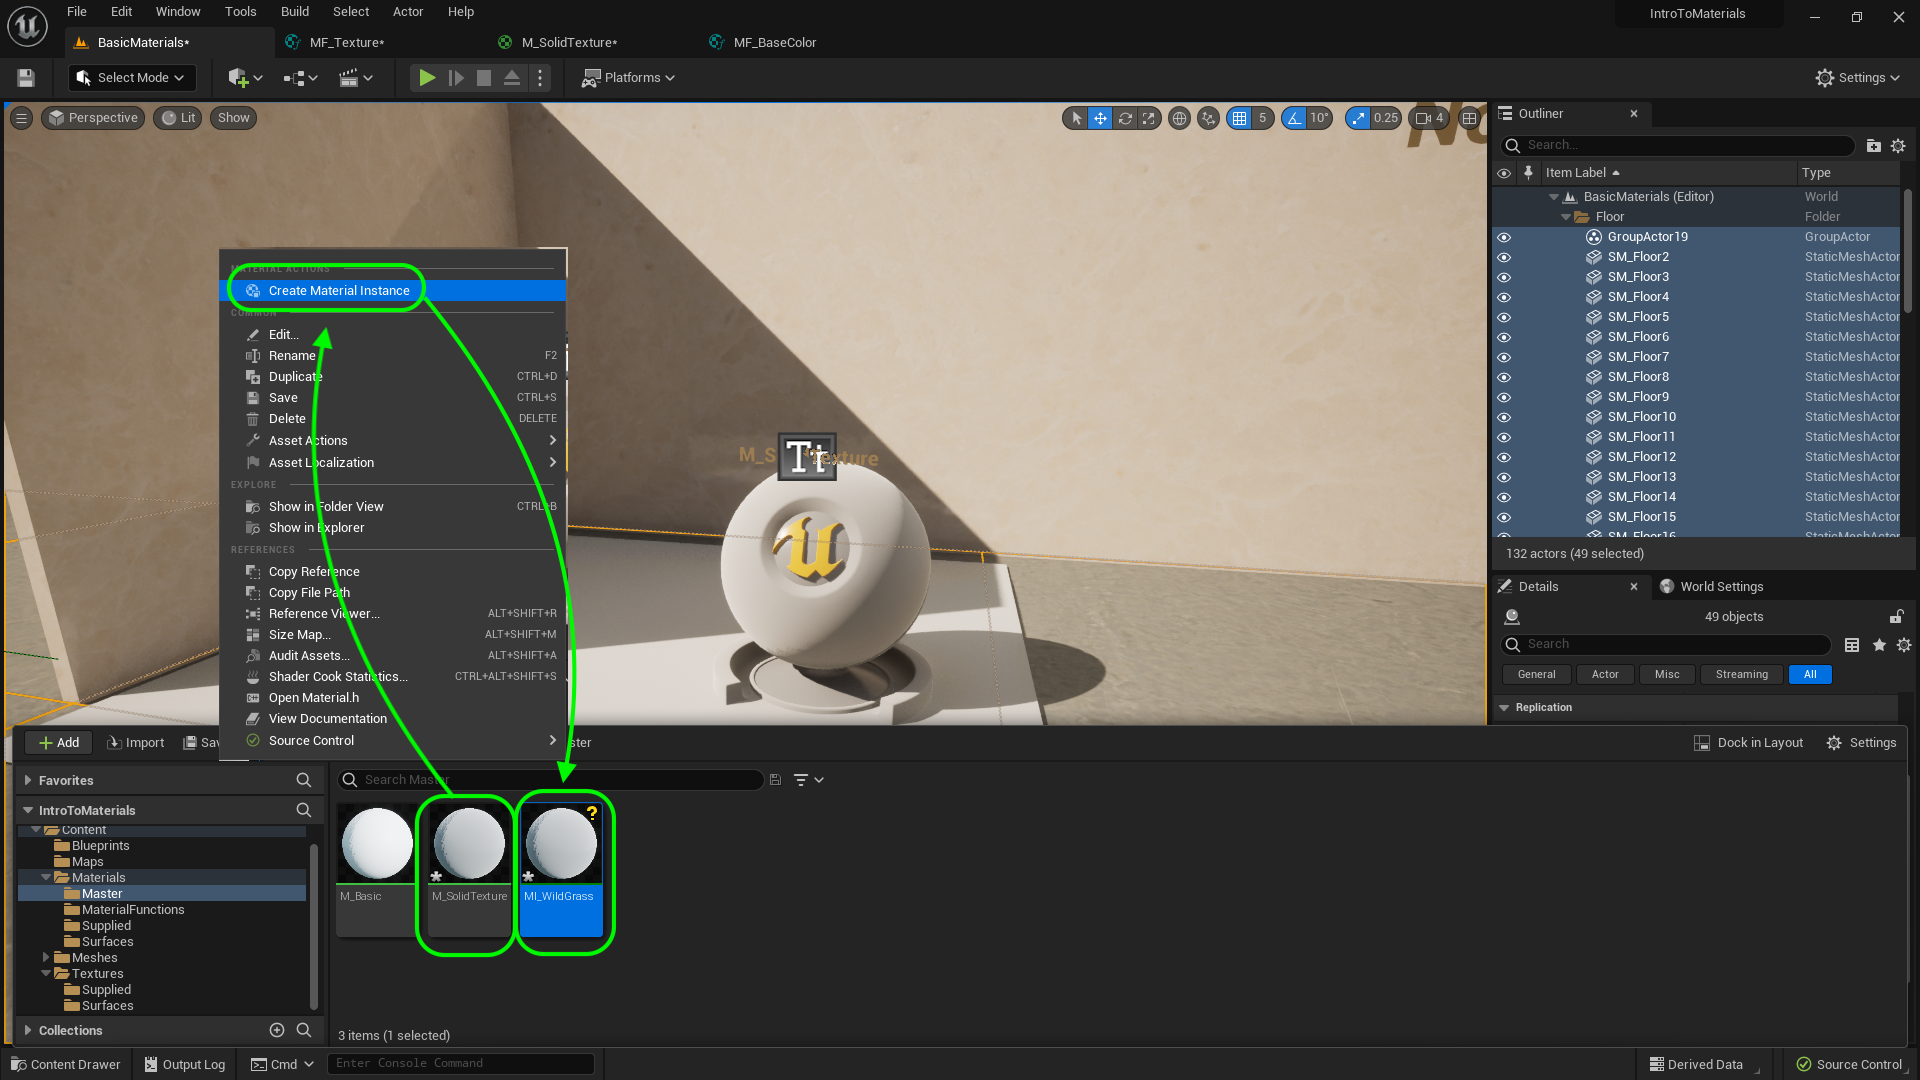 File Edit Window Tools Build Select Actor Help
IntroToMaterials
BasicMaterials*
MF_Texture*
M_SolidTexture*
MF_BaseColor
Select Mode
Platforms
Settings
Perspective
Lit
Show
5
10°
0.25
4
No
M_S
Tt
exture
MATERIAL ACTIONS
Create Material Instance
COMMON
Edit...
Rename F2
Duplicate CTRL+D
Save CTRL+S
Delete DELETE
Asset Actions
Asset Localization
EXPLORE
Show in Folder View CTRL+B
Show in Explorer
REFERENCES
Copy Reference
Copy File Path
Reference Viewer... ALT+SHIFT+R
Size Map... ALT+SHIFT+M
Audit Assets... ALT+SHIFT+A
Shader Cook Statistics... CTRL+ALT+SHIFT+S
Open Material.h
View Documentation
Source Control
Outliner
Search...
Item Label Type
BasicMaterials (Editor) World
Floor Folder
GroupActor19 GroupActor
SM_Floor2 StaticMeshActor
SM_Floor3 StaticMeshActor
SM_Floor4 StaticMeshActor
SM_Floor5 StaticMeshActor
SM_Floor6 StaticMeshActor
SM_Floor7 StaticMeshActor
SM_Floor8 StaticMeshActor
SM_Floor9 StaticMeshActor
SM_Floor10 StaticMeshActor
SM_Floor11 StaticMeshActor
SM_Floor12 StaticMeshActor
SM_Floor13 StaticMeshActor
SM_Floor14 StaticMeshActor
SM_Floor15 StaticMeshActor
SM_Floor16 StaticMeshActor
132 actors (49 selected)
Details
World Settings
49 objects
Search
General Actor Misc Streaming All
Replication
Add
Import
Sav
ster
Dock in Layout
Settings
Favorites
IntroToMaterials
Content
Blueprints
Maps
Materials
Master
MaterialFunctions
Supplied
Surfaces
Meshes
Textures
Supplied
Surfaces
Collections
Search Master
M_Basic
M_SolidTexture
?
MI_WildGrass
3 items (1 selected)
Content Drawer
Output Log
Cmd
Enter Console Command
Derived Data
Source Control